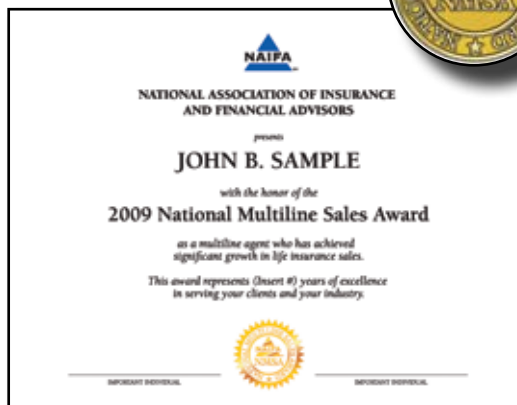 NAIFA
NATIONAL ASSOCIATION OF INSURANCE
AND FINANCIAL ADVISORS
presents
JOHN B. SAMPLE
with the honor of the
2009 National Multiline Sales Award
as a multiline agent who has achieved
significant growth in life insurance sales.
This award represents (Insert #) years of excellence
in serving your clients and your industry.
NAIFA
NMSA
IMPORTANT INDIVIDUAL
IMPORTANT INDIVIDUAL